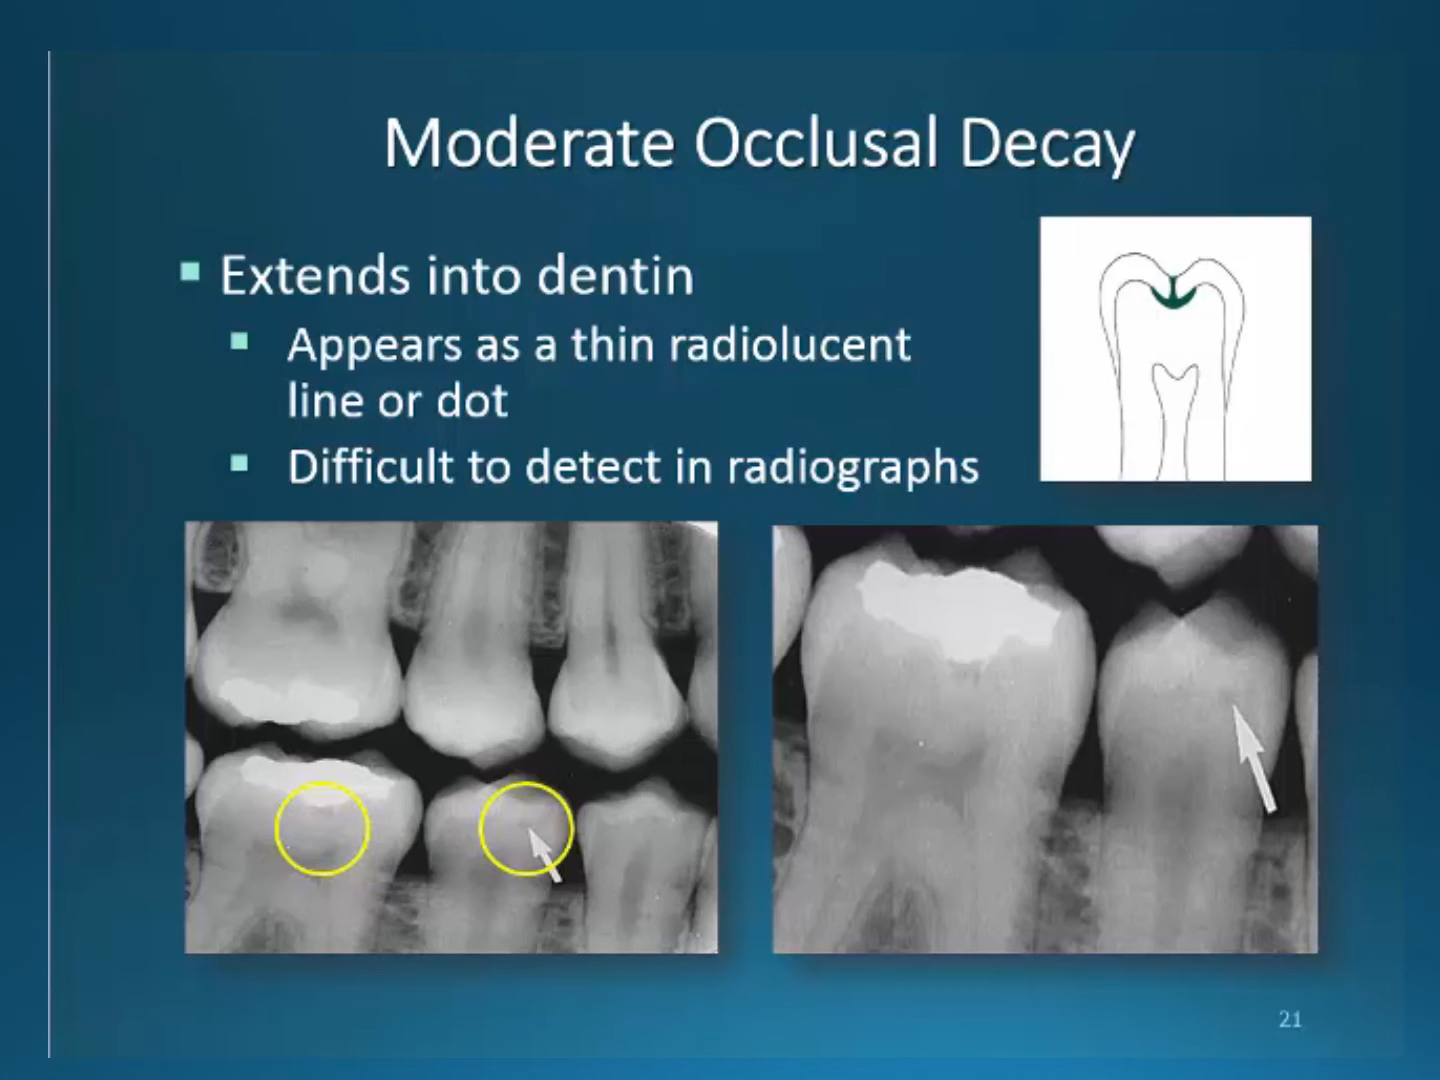 Moderate Occlusal Decay
Extends into dentin
Appears as a thin radiolucent
line or dot
Difficult to detect in radiographs
21